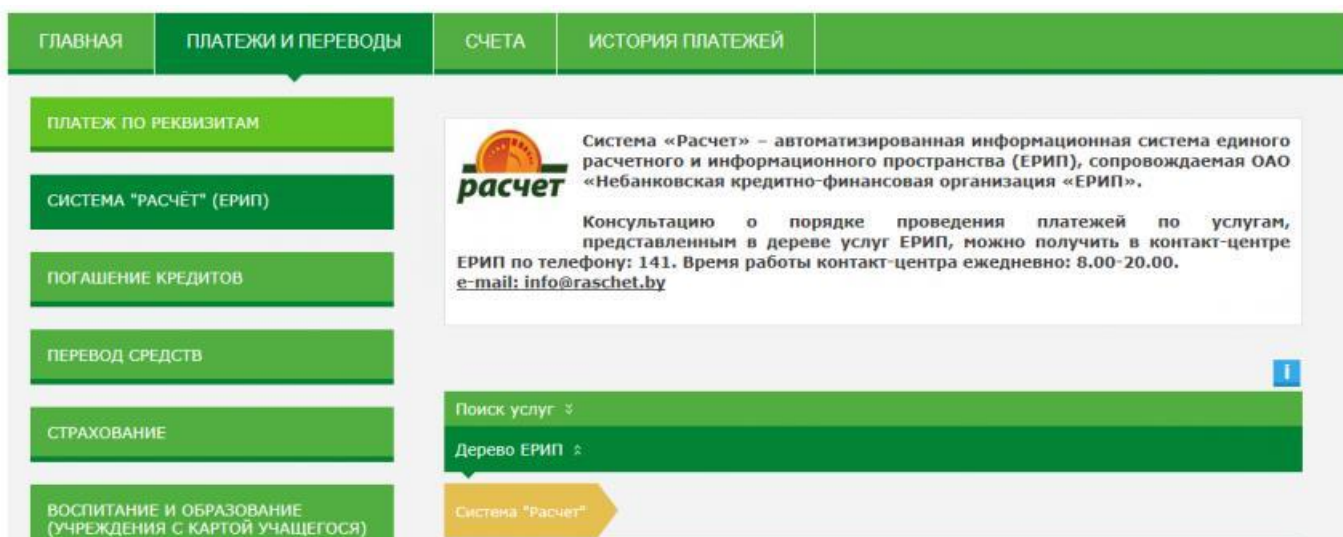 ГЛАВНАЯ
ПЛАТЕЖИ И ПЕРЕВОДЫ
СЧЕТА
ИСТОРИЯ ПЛАТЕЖЕЙ
ПЛАТЕЖ ПО РЕКВИЗИТАМ
СИСТЕМА "РАСЧЁТ" (ЕРИП)
ПОГАШЕНИЕ КРЕДИТОВ
ПЕРЕВОД СРЕДСТВ
СТРАХОВАНИЕ
ВОСПИТАНИЕ И ОБРАЗОВАНИЕ
(УЧРЕЖДЕНИЯ С КАРТОЙ УЧАЩЕГОСЯ)
расчет
Система «Расчет» – автоматизированная информационная система единого
расчетного и информационного пространства (ЕРИП), сопровождаемая ОАО
«Небанковская кредитно-финансовая организация «ЕРИП».
Консультацию о порядке проведения платежей по услугам,
представленным в дереве услуг ЕРИП, можно получить в контакт-центре
ЕРИП по телефону: 141. Время работы контакт-центра ежедневно: 8.00-20.00.
e-mail: info@raschet.by
i
Поиск услуг
Дерево ЕРИП
Система "Расчет"